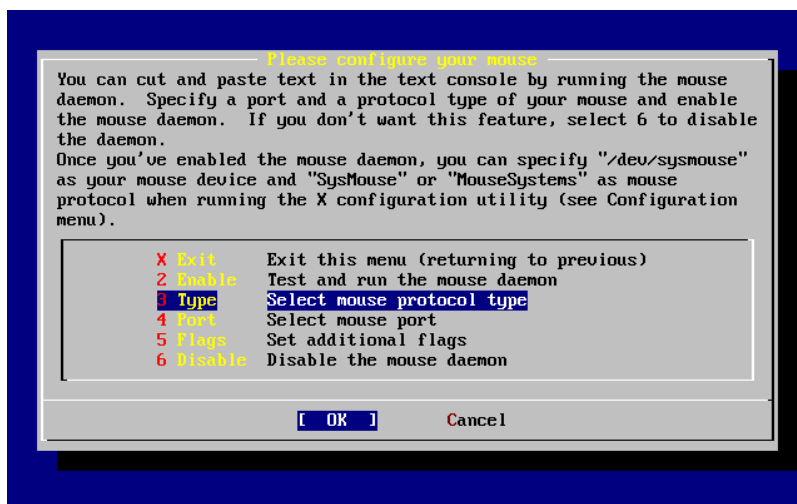 Please configure your mouse
You can cut and paste text in the text console by running the mouse
daemon.  Specify a port and a protocol type of your mouse and enable
the mouse daemon.  If you don't want this feature, select 6 to disable
the daemon.
Once you've enabled the mouse daemon, you can specify "/dev/sysmouse"
as your mouse device and "SysMouse" or "MouseSystems" as mouse
protocol when running the X configuration utility (see Configuration
menu).
X Exit     Exit this menu (returning to previous)
2 Enable   Test and run the mouse daemon
3 Type     Select mouse protocol type
4 Port     Select mouse port
5 Flags    Set additional flags
6 Disable  Disable the mouse daemon
[  OK  ]     Cancel